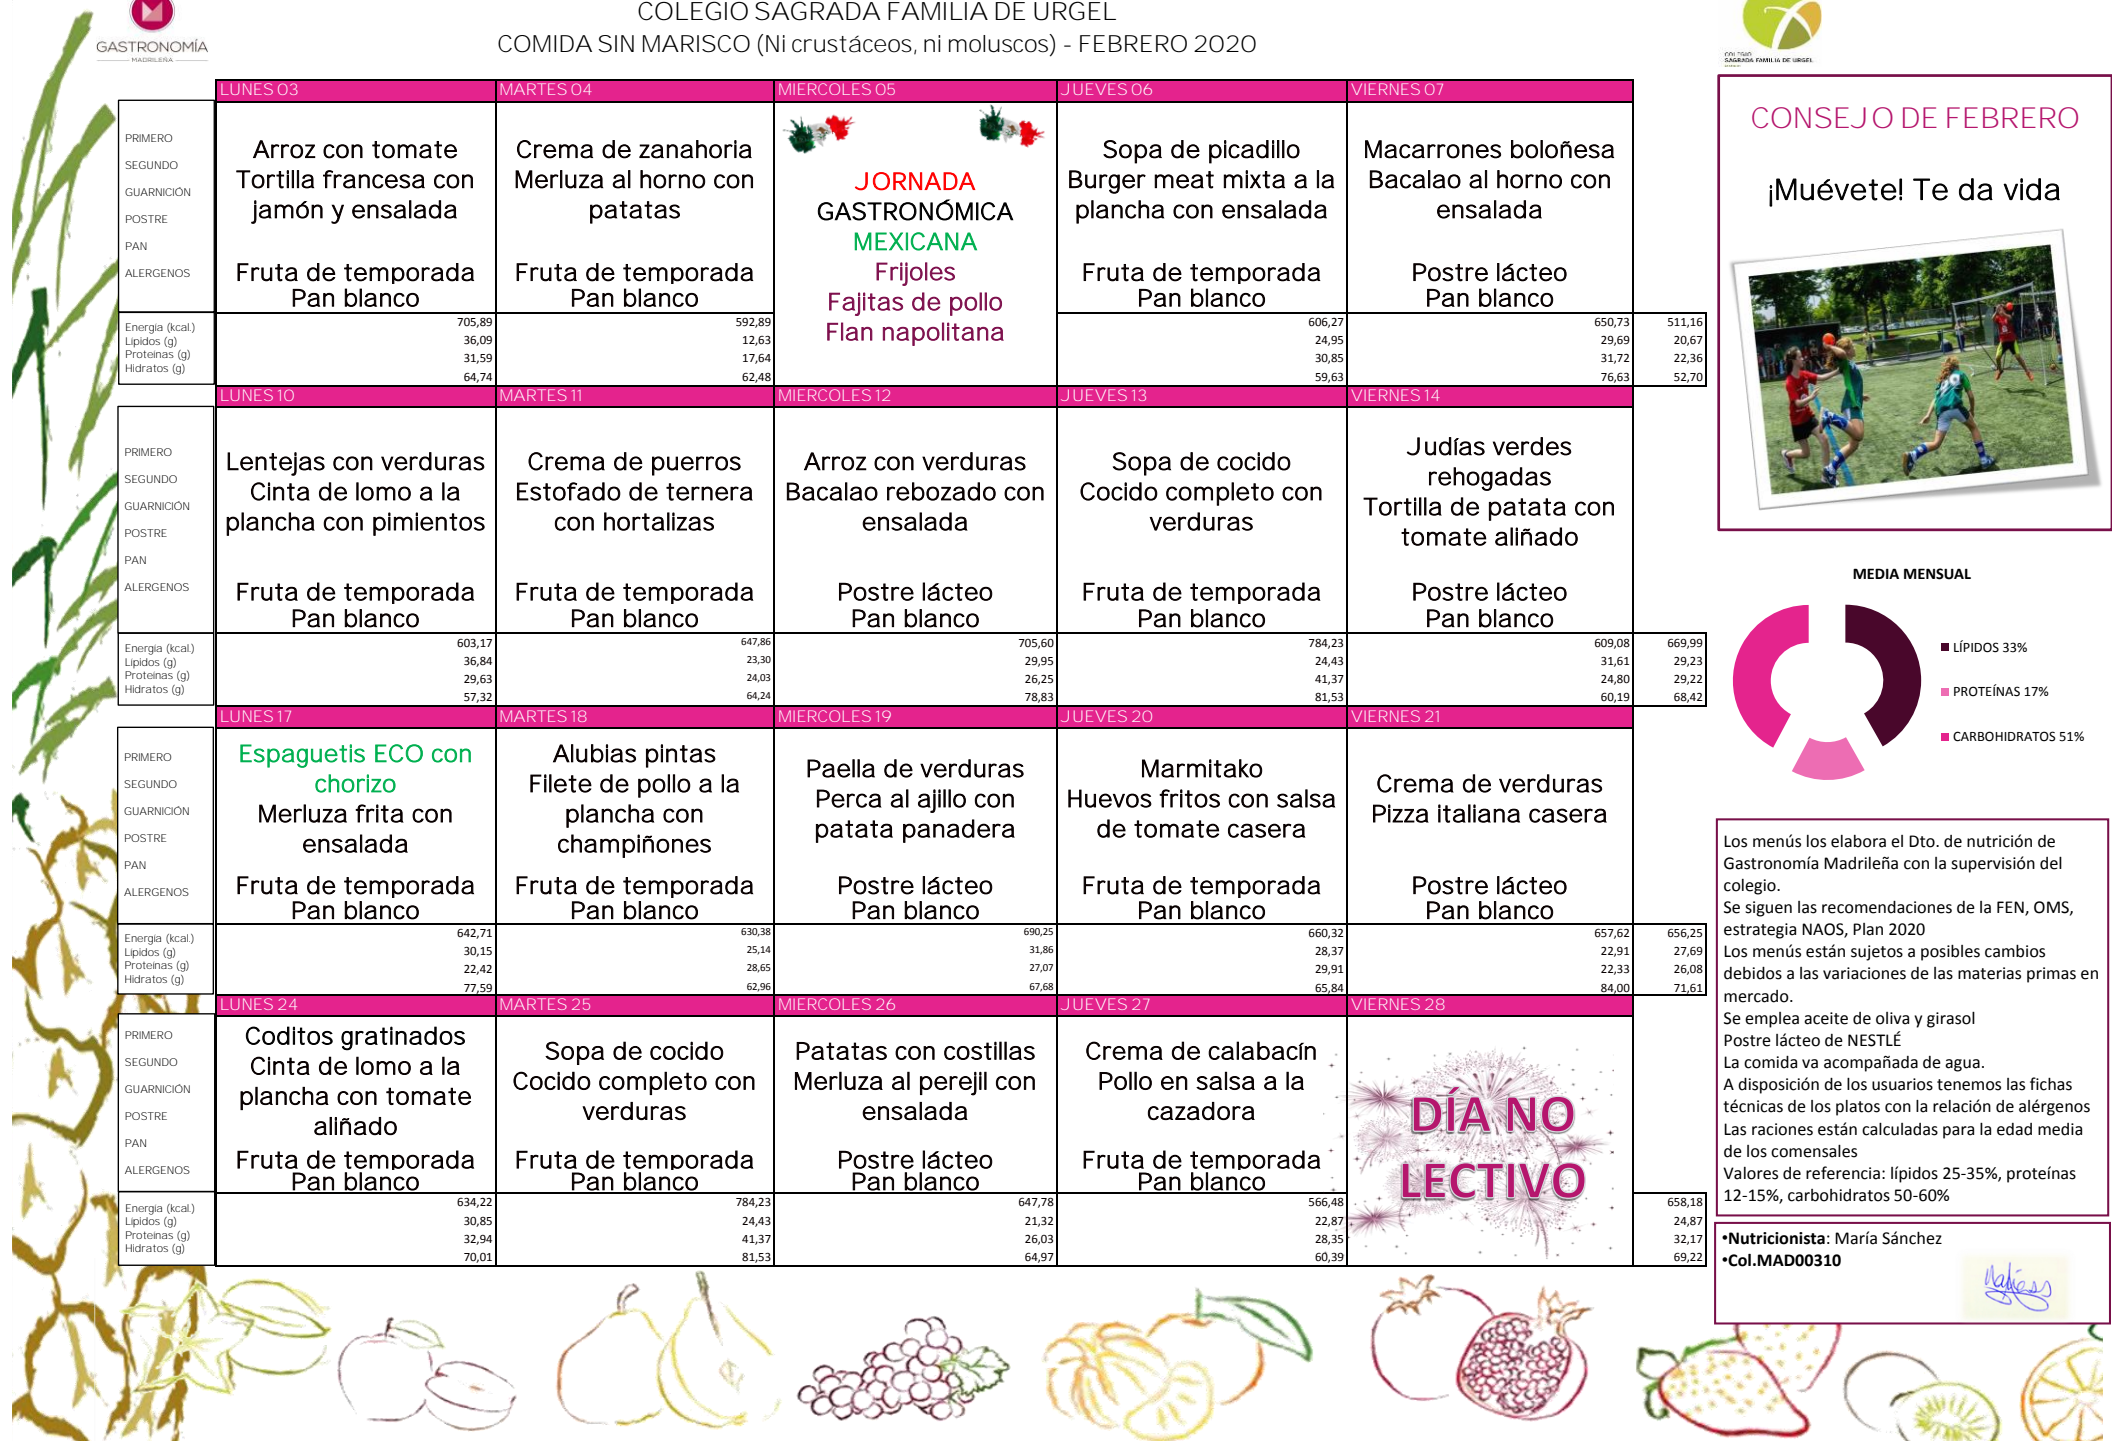 GASTRONOMÍA
MADRILEÑA
COLEGIO SAGRADA FAMILIA DE URGEL
COMIDA SIN MARISCO (Ni crustáceos, ni moluscos) - FEBRERO 2020
COLEGIO
SAGRADA FAMILIA DE URGEL
LUNES 03
MARTES 04
MIERCOLES 05
JUEVES 06
VIERNES 07
PRIMERO
SEGUNDO
GUARNICIÓN
POSTRE
PAN
ALERGENOS
Arroz con tomate
Tortilla francesa con
jamón y ensalada
Fruta de temporada
Pan blanco
Crema de zanahoria
Merluza al horno con
patatas
Fruta de temporada
Pan blanco
JORNADA
GASTRONÓMICA
MEXICANA
Frijoles
Fajitas de pollo
Flan napolitana
Sopa de picadillo
Burger meat mixta a la
plancha con ensalada
Fruta de temporada
Pan blanco
Macarrones boloñesa
Bacalao al horno con
ensalada
Postre lácteo
Pan blanco
Energía (kcal.) 705,89 592,89 606,27 650,73 511,16
Lípidos (g) 36,09 12,63 24,95 29,69 20,67
Proteínas (g) 31,59 17,64 30,85 31,72 22,36
Hidratos (g) 64,74 62,48 59,63 76,63 52,70
LUNES 10
MARTES 11
MIERCOLES 12
JUEVES 13
VIERNES 14
PRIMERO
SEGUNDO
GUARNICIÓN
POSTRE
PAN
ALERGENOS
Lentejas con verduras
Cinta de lomo a la
plancha con pimientos
Fruta de temporada
Pan blanco
Crema de puerros
Estofado de ternera
con hortalizas
Fruta de temporada
Pan blanco
Arroz con verduras
Bacalao rebozado con
ensalada
Postre lácteo
Pan blanco
Sopa de cocido
Cocido completo con
verduras
Fruta de temporada
Pan blanco
Judías verdes
rehogadas
Tortilla de patata con
tomate aliñado
Postre lácteo
Pan blanco
Energía (kcal.) 603,17 647,86 705,60 784,23 609,08 669,99
Lípidos (g) 36,84 23,30 29,95 24,43 31,61 29,23
Proteínas (g) 29,63 24,03 26,25 41,37 24,80 29,22
Hidratos (g) 57,32 64,24 78,83 81,53 60,19 68,42
LUNES 17
MARTES 18
MIERCOLES 19
JUEVES 20
VIERNES 21
PRIMERO
SEGUNDO
GUARNICIÓN
POSTRE
PAN
ALERGENOS
Espaguetis ECO con
chorizo
Merluza frita con
ensalada
Fruta de temporada
Pan blanco
Alubias pintas
Filete de pollo a la
plancha con
champiñones
Fruta de temporada
Pan blanco
Paella de verduras
Perca al ajillo con
patata panadera
Postre lácteo
Pan blanco
Marmitako
Huevos fritos con salsa
de tomate casera
Fruta de temporada
Pan blanco
Crema de verduras
Pizza italiana casera
Postre lácteo
Pan blanco
Energía (kcal.) 642,71 630,38 690,25 660,32 657,62 656,25
Lípidos (g) 30,15 25,14 31,86 28,37 22,91 27,69
Proteínas (g) 22,42 28,65 27,07 29,91 22,33 26,08
Hidratos (g) 77,59 62,96 67,68 65,84 84,00 71,61
LUNES 24
MARTES 25
MIERCOLES 26
JUEVES 27
VIERNES 28
PRIMERO
SEGUNDO
GUARNICIÓN
POSTRE
PAN
ALERGENOS
Coditos gratinados
Cinta de lomo a la
plancha con tomate
aliñado
Fruta de temporada
Pan blanco
Sopa de cocido
Cocido completo con
verduras
Fruta de temporada
Pan blanco
Patatas con costillas
Merluza al perejil con
ensalada
Postre lácteo
Pan blanco
Crema de calabacín
Pollo en salsa a la
cazadora
Fruta de temporada
Pan blanco
DÍA NO
LECTIVO
Energía (kcal.) 634,22 784,23 647,78 566,48 658,18
Lípidos (g) 30,85 24,43 21,32 22,87 24,87
Proteínas (g) 32,94 41,37 26,03 28,35 32,17
Hidratos (g) 70,01 81,53 64,97 60,39 69,22
CONSEJO DE FEBRERO
¡Muévete! Te da vida
MEDIA MENSUAL
LÍPIDOS 33%
PROTEÍNAS 17%
CARBOHIDRATOS 51%
Los menús los elabora el Dto. de nutrición de
Gastronomía Madrileña con la supervisión del
colegio.
Se siguen las recomendaciones de la FEN, OMS,
estrategia NAOS, Plan 2020
Los menús están sujetos a posibles cambios
debidos a las variaciones de las materias primas en
mercado.
Se emplea aceite de oliva y girasol
Postre lácteo de NESTLÉ
La comida va acompañada de agua.
A disposición de los usuarios tenemos las fichas
técnicas de los platos con la relación de alérgenos
Las raciones están calculadas para la edad media
de los comensales
Valores de referencia: lípidos 25-35%, proteínas
12-15%, carbohidratos 50-60%
•Nutricionista: María Sánchez
•Col.MAD00310